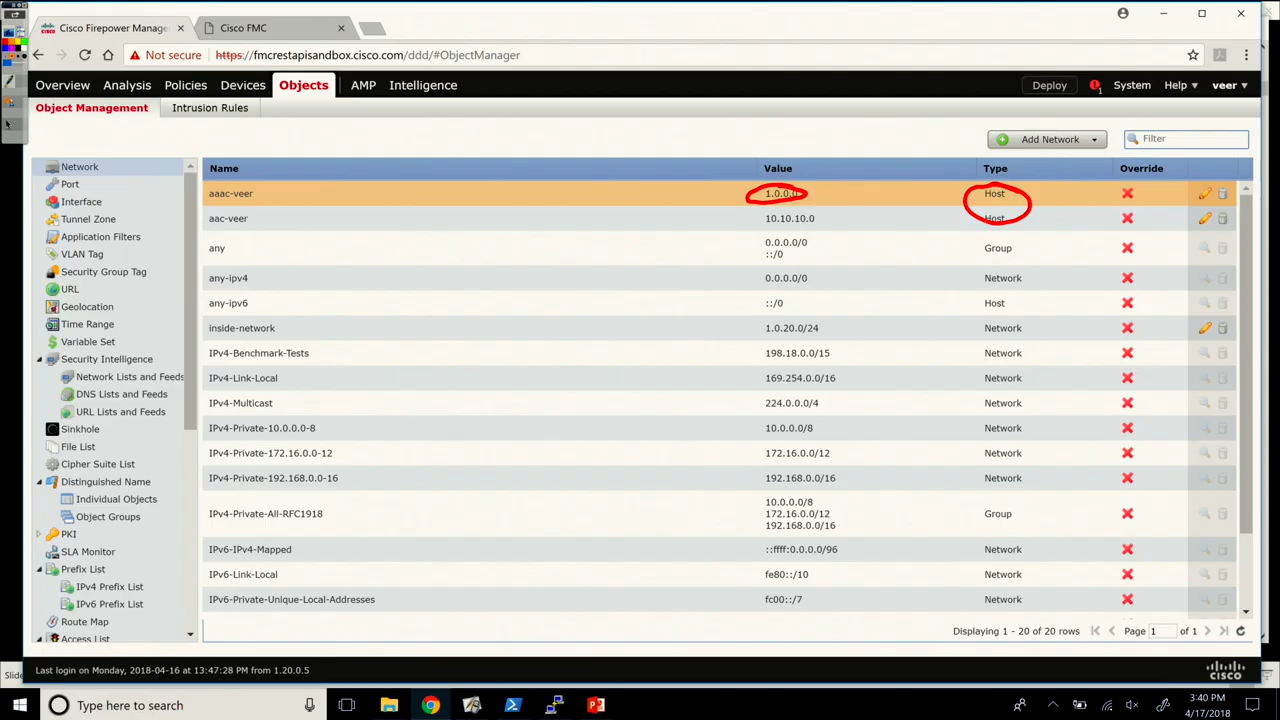 Cisco Firepower Manage
Cisco FMC
Not secure https://fmcrestapisandbox.cisco.com/ddd/#ObjectManager
Overview Analysis Policies Devices Objects AMP Intelligence Deploy 1 System Help veer
Object Management Intrusion Rules
Add Network Filter
Name Value Type Override
Network
Port
Interface
Tunnel Zone
Application Filters
VLAN Tag
Security Group Tag
URL
Geolocation
Time Range
Variable Set
Security Intelligence
Network Lists and Feeds
DNS Lists and Feeds
URL Lists and Feeds
Sinkhole
File List
Cipher Suite List
Distinguished Name
Individual Objects
Object Groups
PKI
SLA Monitor
Prefix List
IPv4 Prefix List
IPv6 Prefix List
Route Map
Access List
aaac-veer 1.0.0.0 Host
aac-veer 10.10.10.0 Host
any 0.0.0.0/0 Group
::/0
any-ipv4 0.0.0.0/0 Network
any-ipv6 ::/0 Host
inside-network 1.0.20.0/24 Network
IPv4-Benchmark-Tests 198.18.0.0/15 Network
IPv4-Link-Local 169.254.0.0/16 Network
IPv4-Multicast 224.0.0.0/4 Network
IPv4-Private-10.0.0.0-8 10.0.0.0/8 Network
IPv4-Private-172.16.0.0-12 172.16.0.0/12 Network
IPv4-Private-192.168.0.0-16 192.168.0.0/16 Network
IPv4-Private-All-RFC1918 10.0.0.0/8 Group
172.16.0.0/12
192.168.0.0/16
IPv6-IPv4-Mapped ::ffff:0.0.0.0/96 Network
IPv6-Link-Local fe80::/10 Network
IPv6-Private-Unique-Local-Addresses fc00::/7 Network
Displaying 1 - 20 of 20 rows Page 1 of 1
Last login on Monday, 2018-04-16 at 13:47:28 PM from 1.20.0.5
cisco
Slide
Type here to search
3:40 PM
4/17/2018